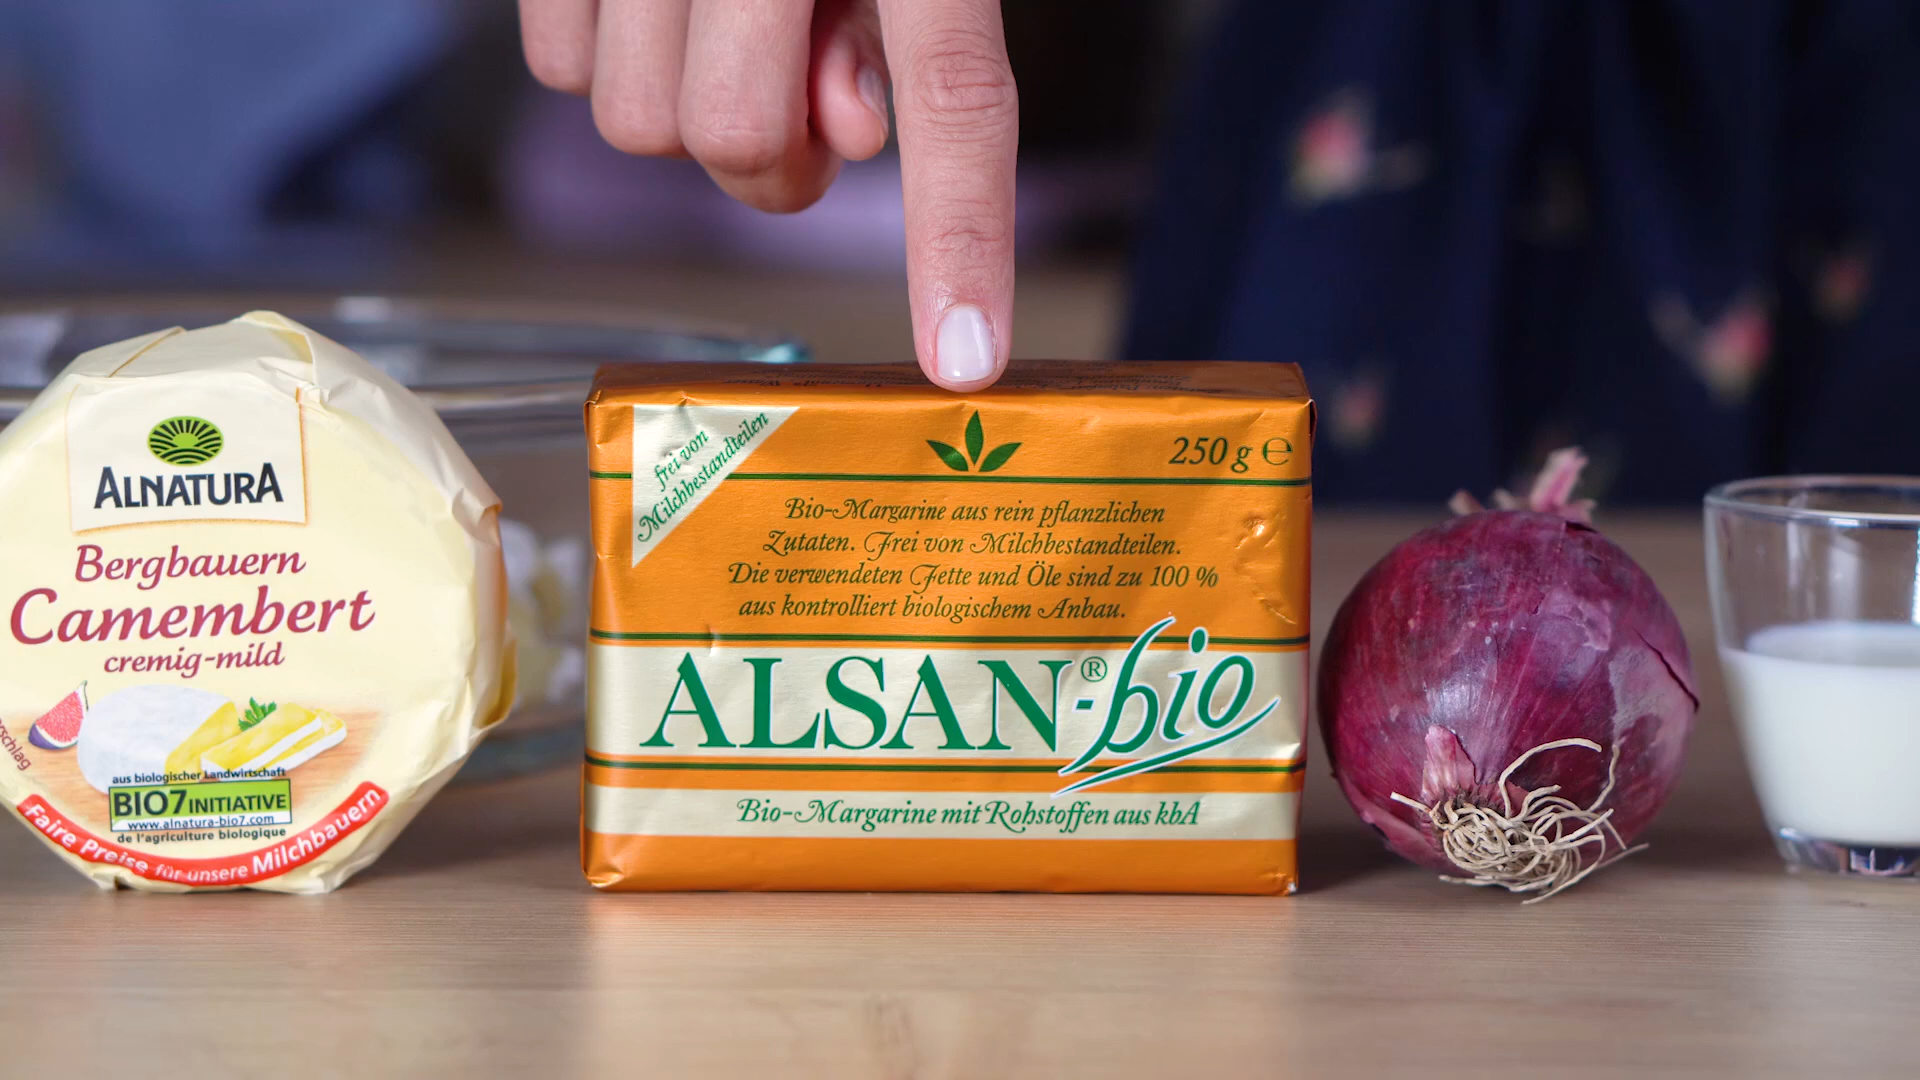 ALNATURA
Bergbauern
Camembert
cremig-mild
aus biologischer Landwirtschaft
BIO7 INITIATIVE
www.alnatura-bio7.com
de l'agriculture biologique
Faire Preise für unsere Milchbauern
frei von
Milchbestandteilen
250 g ℮
Bio-Margarine aus rein pflanzlichen
Zutaten. Frei von Milchbestandteilen.
Die verwendeten Fette und Öle sind zu 100 %
aus kontrolliert biologischem Anbau.
ALSAN®-bio
Bio-Margarine mit Rohstoffen aus kbA